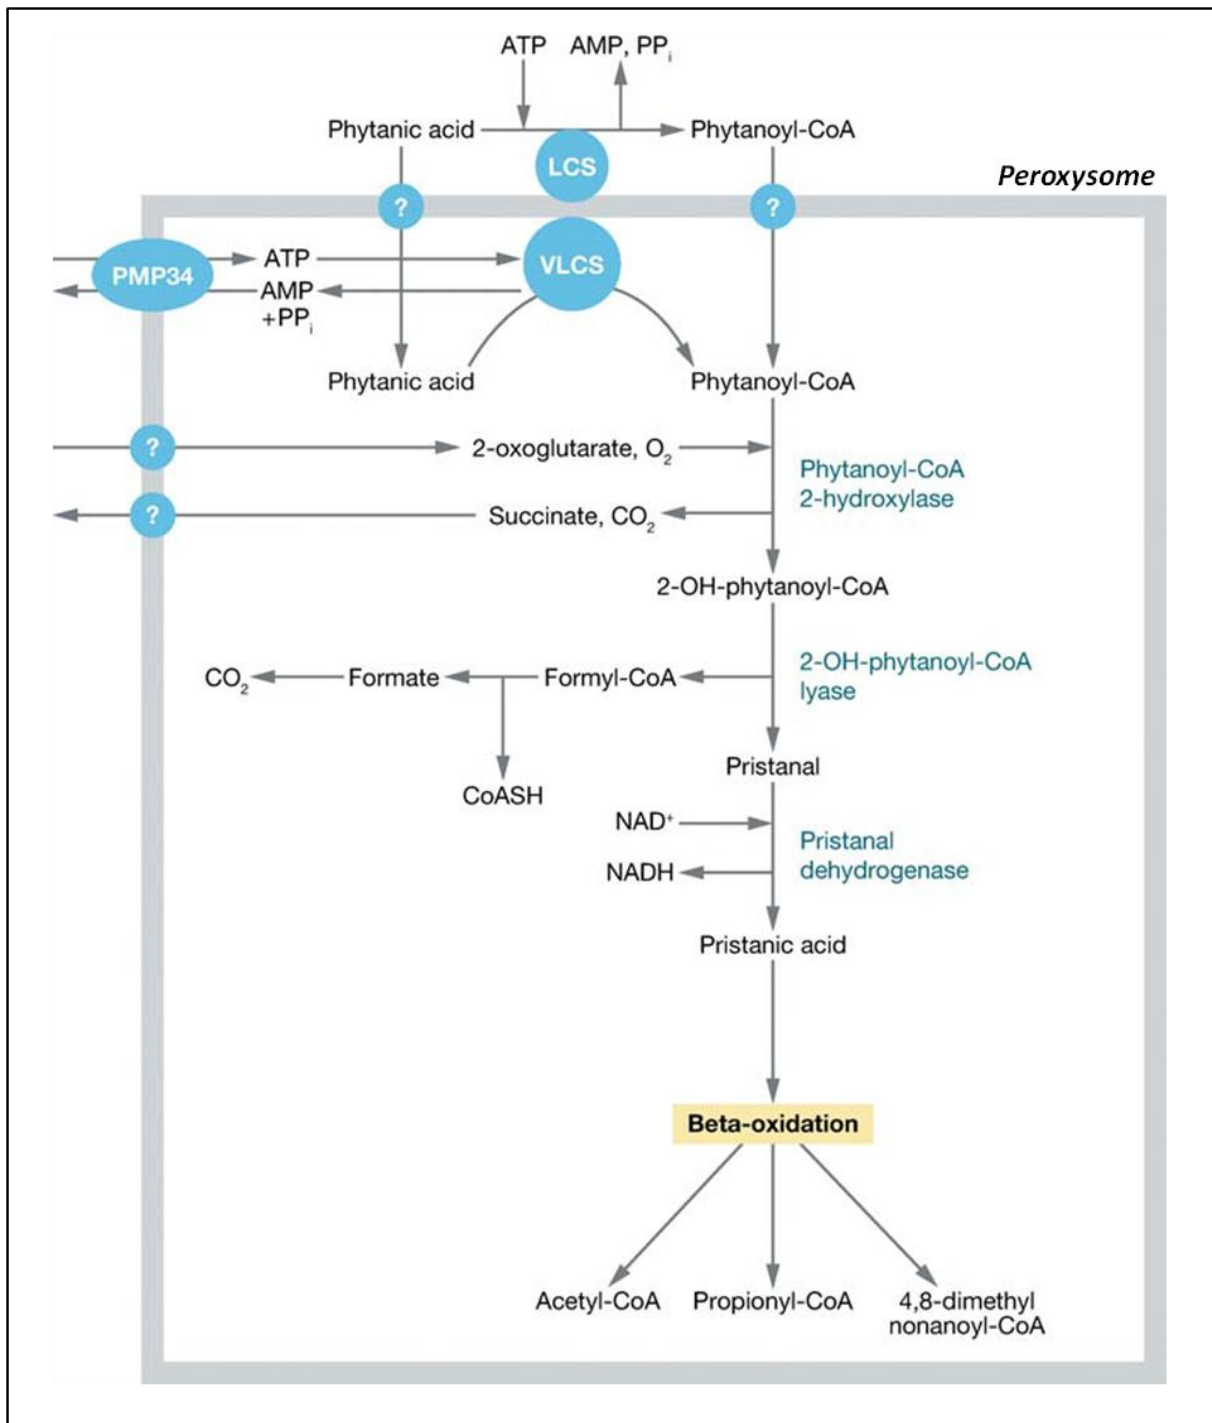 ATP AMP, PPi
Phytanic acid Phytanoyl-CoA
LCS
Peroxysome
? ?
ATP
PMP34 VLCS
AMP
+PPi
Phytanic acid Phytanoyl-CoA
? 2-oxoglutarate, O2
Phytanoyl-CoA
2-hydroxylase
? Succinate, CO2
2-OH-phytanoyl-CoA
CO2 Formate Formyl-CoA
2-OH-phytanoyl-CoA
lyase
Pristanal
CoASH
NAD+
Pristanal
dehydrogenase
NADH
Pristanic acid
Beta-oxidation
Acetyl-CoA Propionyl-CoA 4,8-dimethyl
nonanoyl-CoA